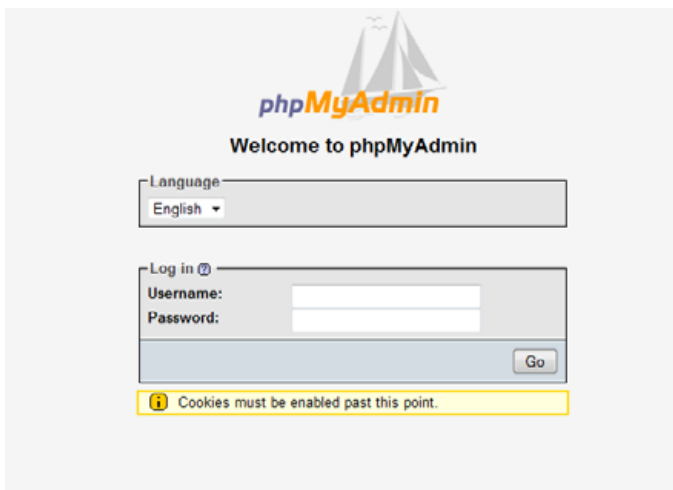 phpMyAdmin
Welcome to phpMyAdmin
Language
English
Log in
Username:
Password:
Go
Cookies must be enabled past this point.